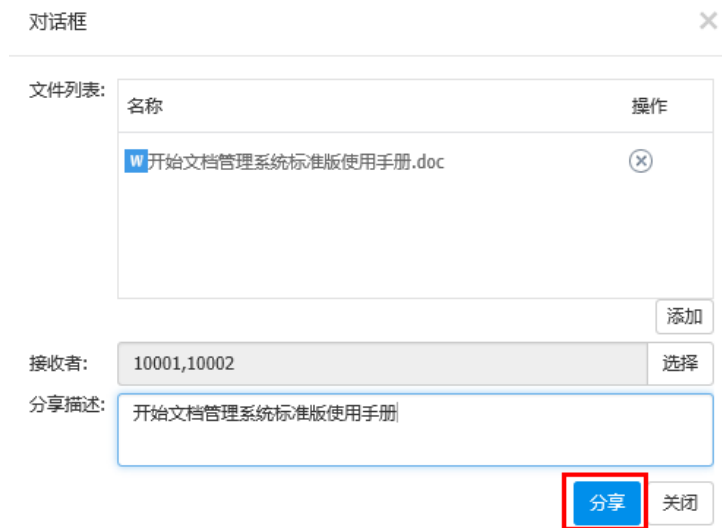 对话框
文件列表:
名称 操作
W 开始文档管理系统标准版使用手册.doc
添加
接收者: 10001,10002 选择
分享描述: 开始文档管理系统标准版使用手册
分享 关闭